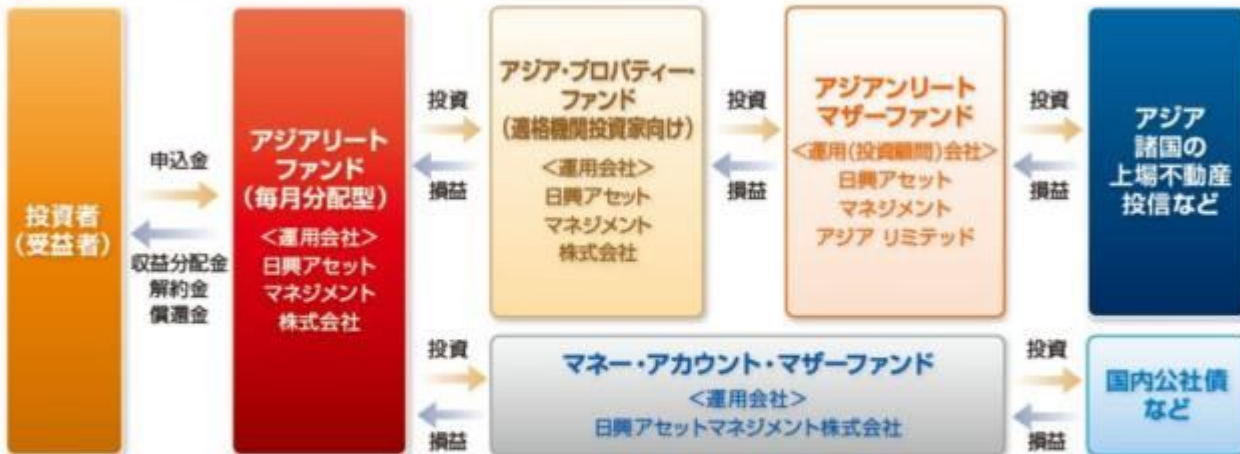 投資者
(受益者)
申込金
収益分配金
解約金
償還金
アジアリート
ファンド
(毎月分配型)
<運用会社>
日興アセット
マネジメント
株式会社
投資
損益
アジア・プロパティー・
ファンド
(適格機関投資家向け)
<運用会社>
日興アセット
マネジメント
株式会社
投資
損益
アジアンリート
マザーファンド
<運用(投資顧問)会社>
日興アセット
マネジメント
アジア リミテッド
投資
損益
アジア
諸国の
上場不動産
投信など
投資
損益
マネー・アカウント・マザーファンド
<運用会社>
日興アセットマネジメント株式会社
投資
損益
国内公社債
など